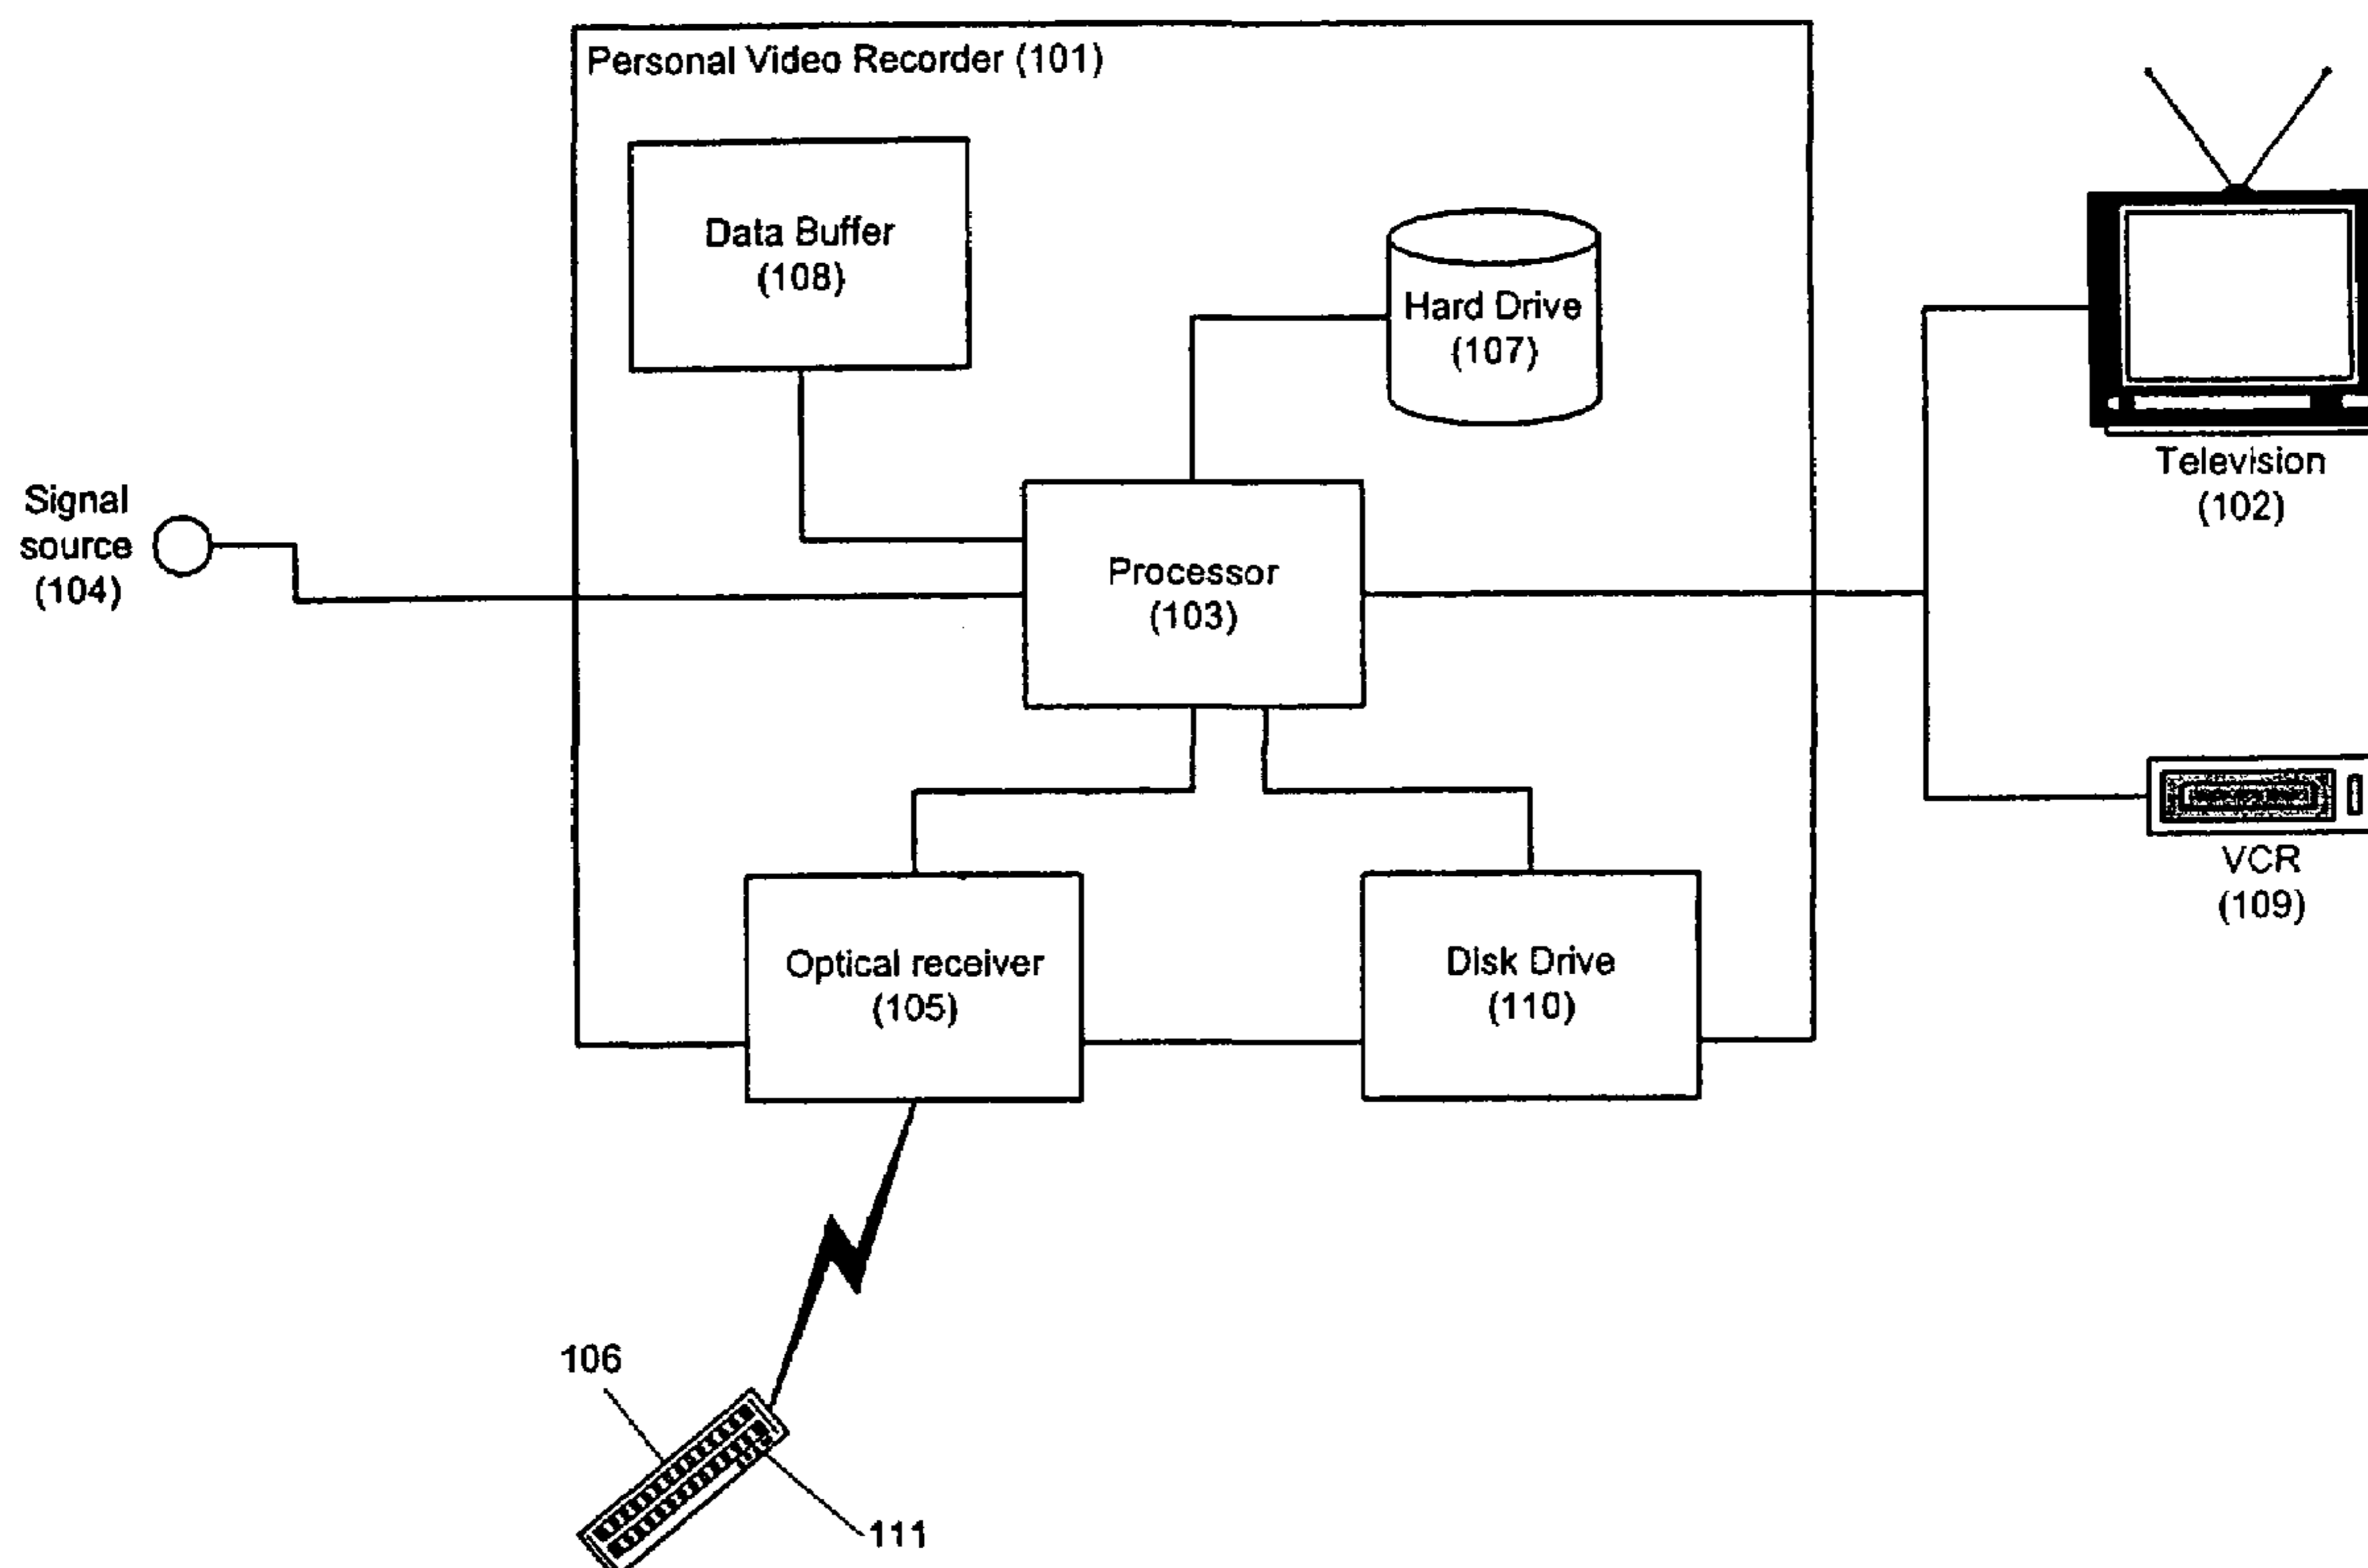 Personal Video Recorder (101)
Data Buffer
(108)
Hard Drive
(107)
Television
(102)
Signal
source
(104)
Processor
(103)
VCR
(109)
Optical receiver
(105)
Disk Drive
(110)
106
111